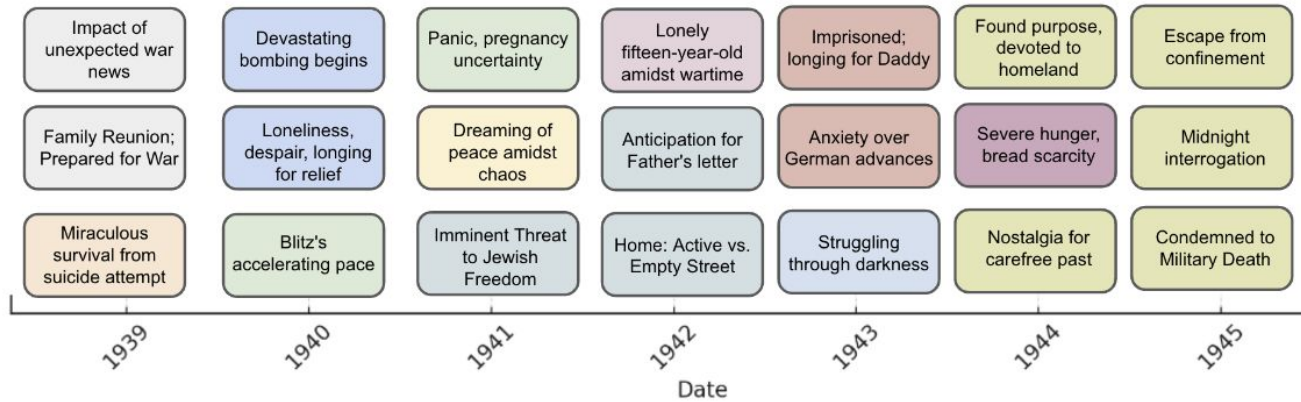 Impact of
unexpected war
news
Devastating
bombing begins
Panic, pregnancy
uncertainty
Lonely
fifteen-year-old
amidst wartime
Imprisoned;
longing for Daddy
Found purpose,
devoted to
homeland
Escape from
confinement
Family Reunion;
Prepared for War
Loneliness,
despair, longing
for relief
Dreaming of
peace amidst
chaos
Anticipation for
Father's letter
Anxiety over
German advances
Severe hunger,
bread scarcity
Midnight
interrogation
Miraculous
survival from
suicide attempt
Blitz's
accelerating pace
Imminent Threat
to Jewish
Freedom
Home: Active vs.
Empty Street
Struggling
through darkness
Nostalgia for
carefree past
Condemned to
Military Death
1939
1940
1941
1942
1943
1944
1945
Date